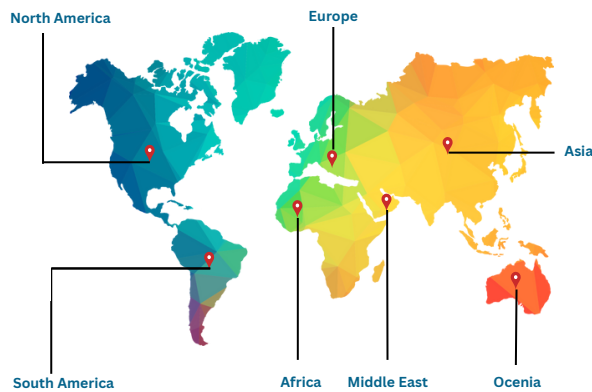 Europe
North America
Asia
South America
Africa
Middle East
Ocenia